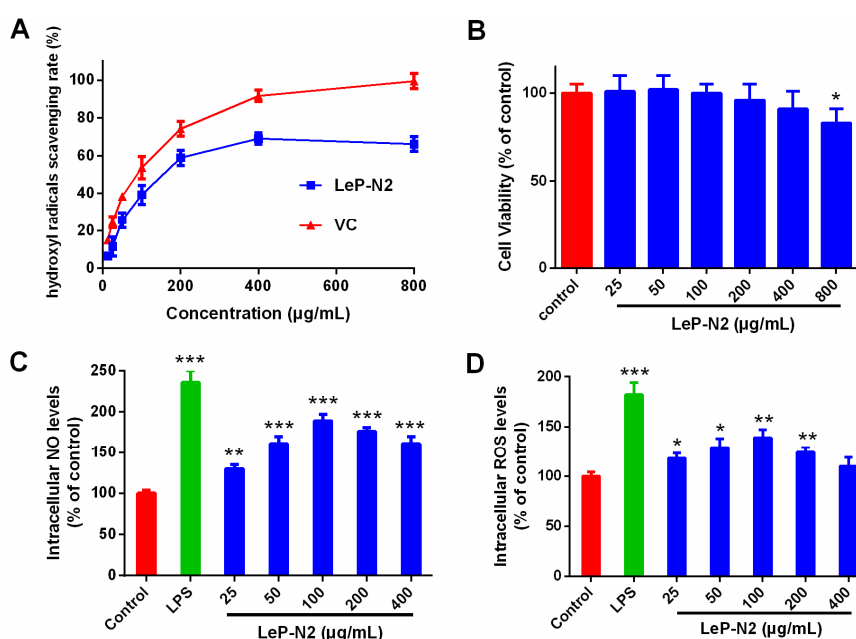 A
hydroxyl radicals scavenging rate (%)
100
80
60
40
20
0
0 200 400 600 800
Concentration (µg/mL)
LeP-N2
VC
B
Cell Viability (% of control)
100
50
0
*
control 25 50 100 200 400 800
LeP-N2 (µg/mL)
C
Intracellular NO levels
(% of control)
250
200
150
100
50
0
*** ** *** *** *** ***
Control LPS 25 50 100 200 400
LeP-N2 (µg/mL)
D
Intracellular ROS levels
(% of control)
200
150
100
50
0
*** * * ** **
Control LPS 25 50 100 200 400
LeP-N2 (µg/mL)